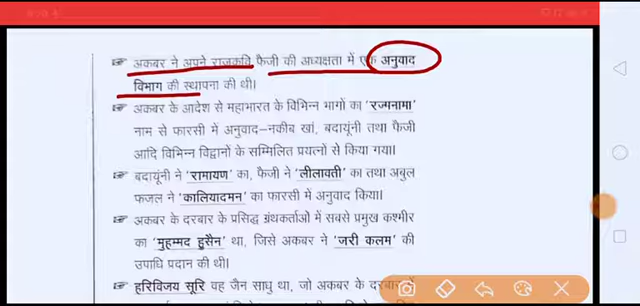 ☞ अकबर ने अपने राजकवि फैजी की अध्यक्षता में एक अनुवाद
विभाग की स्थापना की थी।
☞ अकबर के आदेश से महाभारत के विभिन्न भागों का 'रज्मनामा'
नाम से फारसी में अनुवाद-नकीब खां, बदायूंनी तथा फैजी
आदि विभिन्न विद्वानों के सम्मिलित प्रयत्नों से किया गया।
☞ बदायूंनी ने 'रामायण' का, फैजी ने 'लीलावती' का तथा अबुल
फजल ने 'कालियादमन' का फारसी में अनुवाद किया।
☞ अकबर के दरबार के प्रसिद्ध ग्रंथकर्ताओं में सबसे प्रमुख कश्मीर
का 'मुहम्मद हुसैन' था, जिसे अकबर ने 'जरी कलम' की
उपाधि प्रदान की थी।
☞ हरिविजय सूरि वह जैन साधु था, जो अकबर के दरबार में